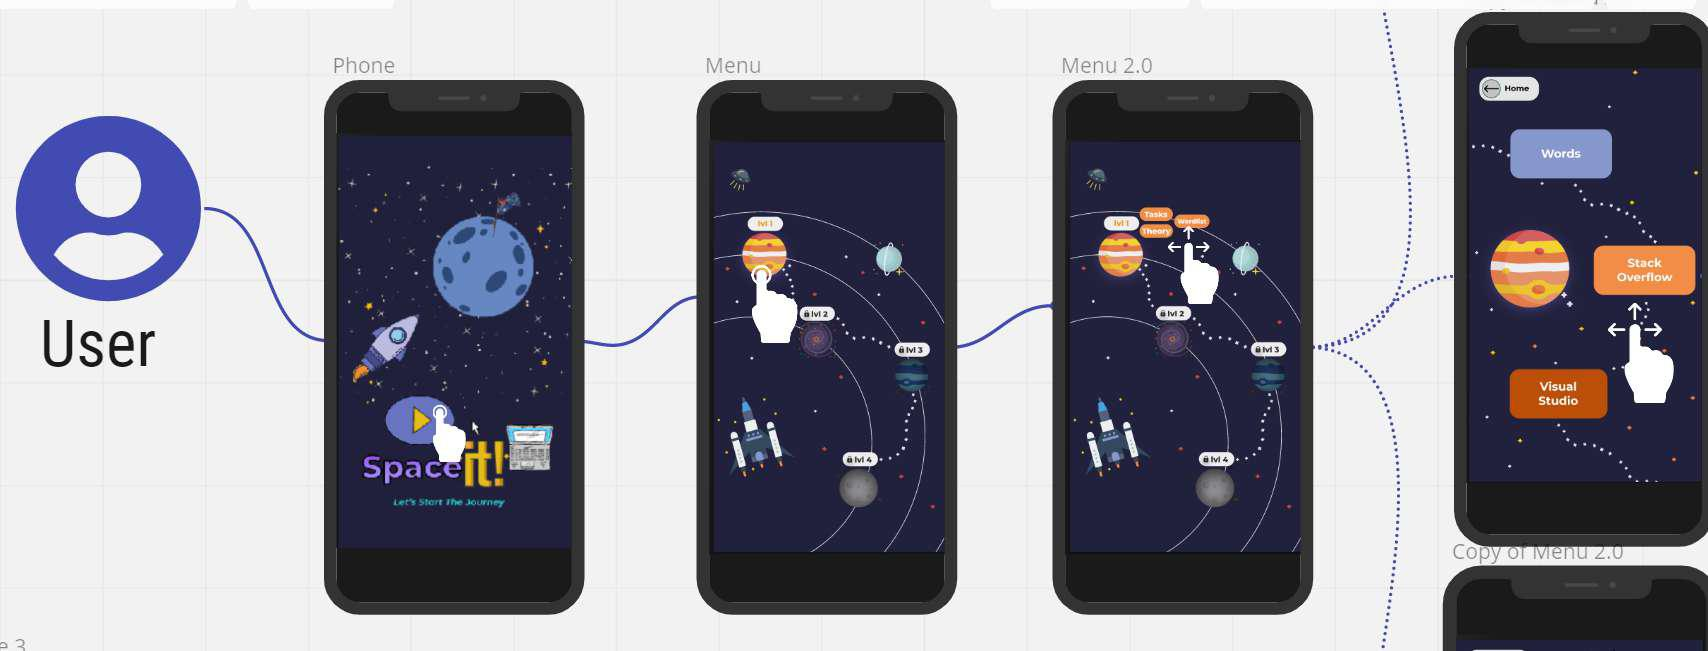 Phone
Menu
Menu 2.0
User
Space it!
Let's Start The Journey
lvl 1
lvl 2
lvl 3
lvl 4
lvl 1
Tasks
Wordlist
Theory
lvl 2
lvl 3
lvl 4
Home
Words
Stack
Overflow
Visual
Studio
Copy of Menu 2.0
e 3